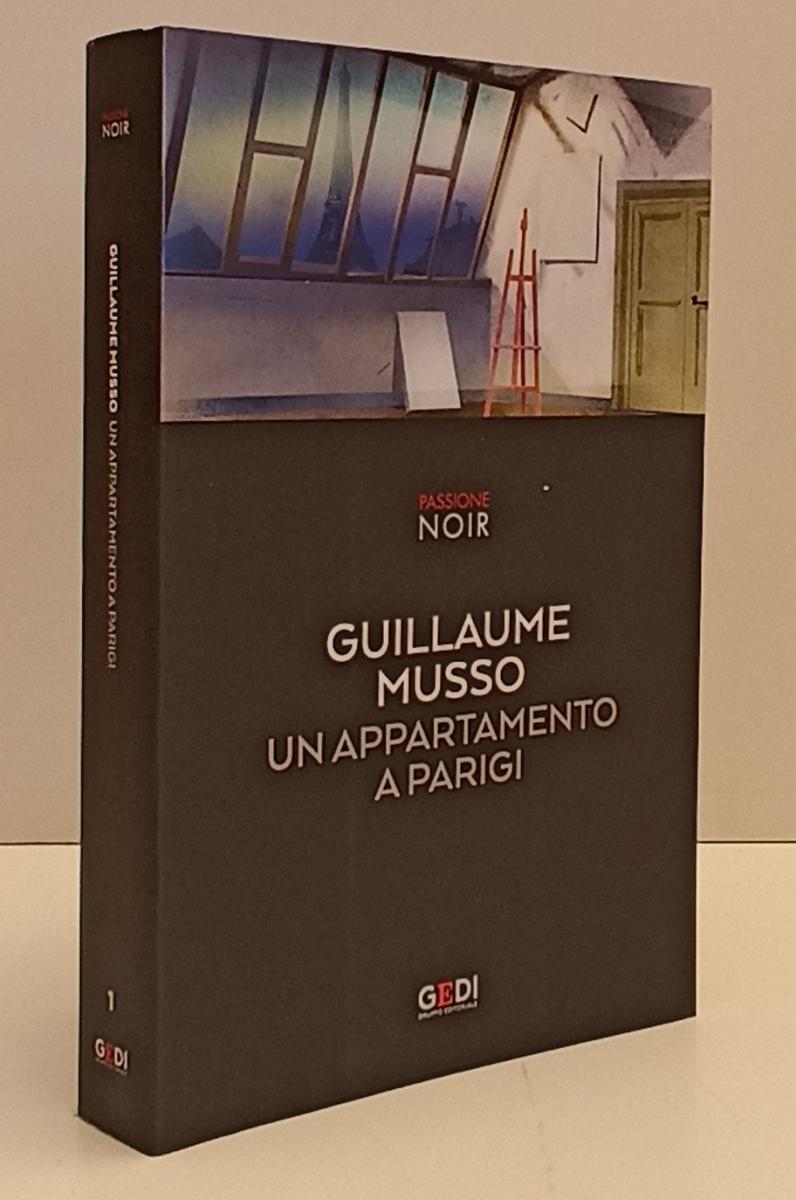 PASSIONE
NOIR
GUILLAUME MUSSO UN APPARTAMENTO A PARIGI
1
GEDI
PASSIONE
NOIR
GUILLAUME
MUSSO
UN APPARTAMENTO
A PARIGI
GEDI
GRUPPO EDITORIALE